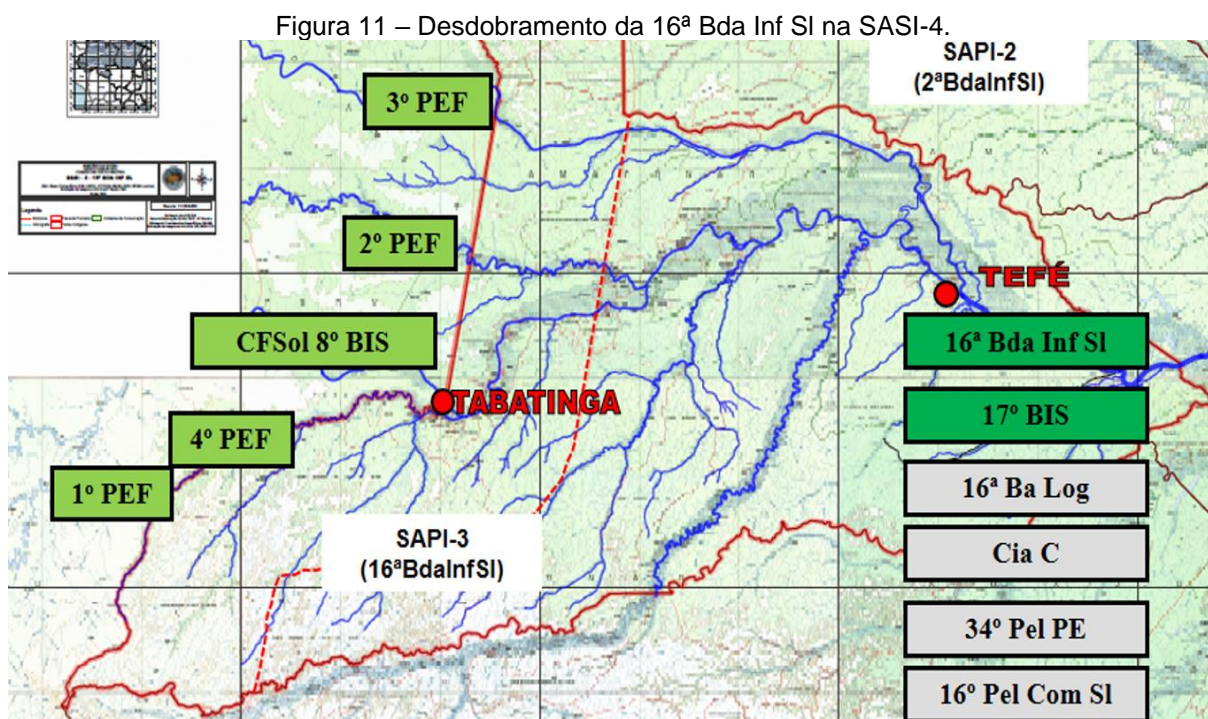 Figura 11 – Desdobramento da 16ª Bda Inf Sl na SASI-4.
SAPI-2
(2ªBdaInfSl)
3º PEF
2º PEF
TEFÉ
CFSol 8º BIS
16ª Bda Inf Sl
TABATINGA
17º BIS
4º PEF
1º PEF
16ª Ba Log
SAPI-3
(16ªBdaInfSl)
Cia C
34º Pel PE
16º Pel Com Sl